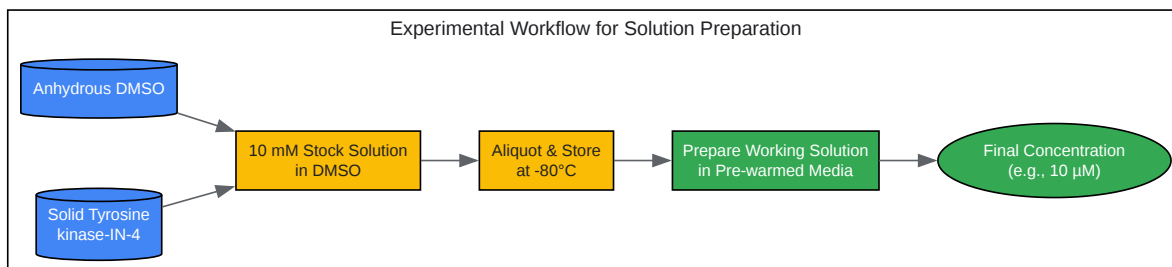 Experimental Workflow for Solution Preparation
Anhydrous DMSO
Solid Tyrosine
kinase-IN-4
10 mM Stock Solution
in DMSO
Aliquot & Store
at -80°C
Prepare Working Solution
in Pre-warmed Media
Final Concentration
(e.g., 10 µM)